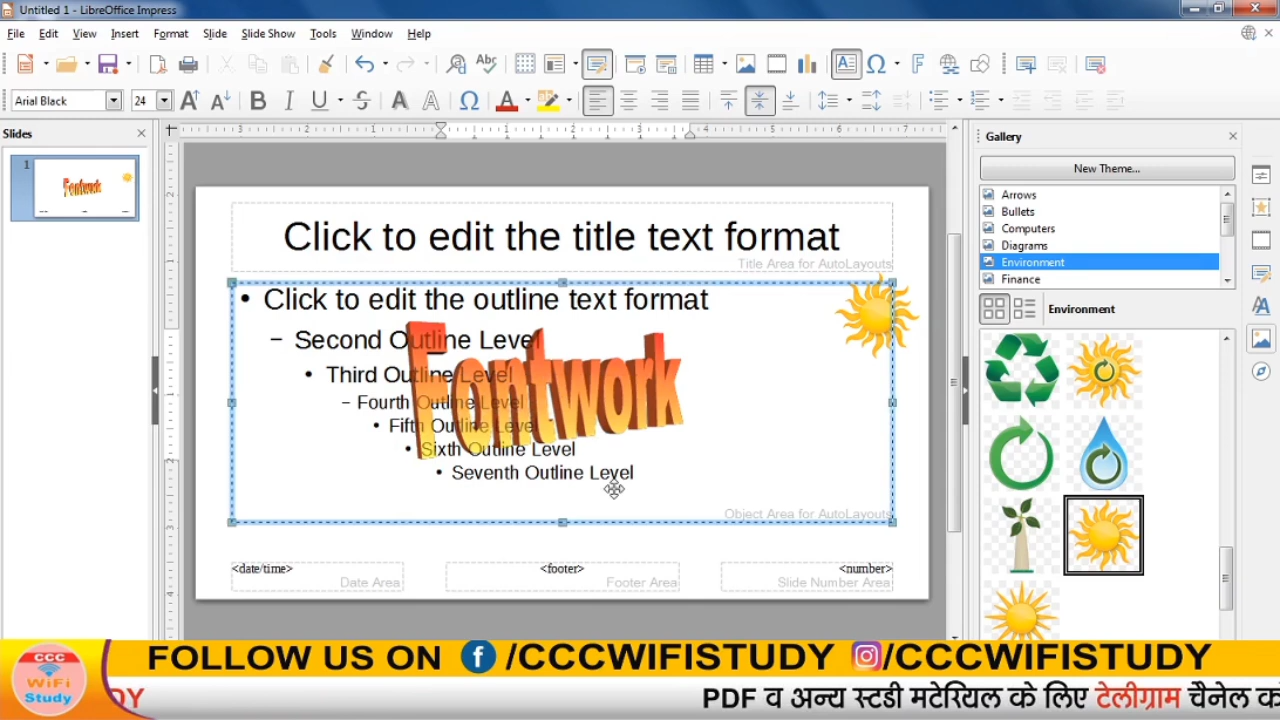 Untitled 1 - LibreOffice Impress
File Edit View Insert Format Slide Slide Show Tools Window Help
Arial Black 24
Slides
1
Fontwork
Click to edit the title text format
Title Area for AutoLayouts
• Click to edit the outline text format
– Second Outline Level
• Third Outline Level
– Fourth Outline Level
• Fifth Outline Level
• Sixth Outline Level
• Seventh Outline Level
Fontwork
Object Area for AutoLayouts
<date/time>
Date Area
<footer>
Footer Area
<number>
Slide Number Area
Gallery
New Theme...
Arrows
Bullets
Computers
Diagrams
Environment
Finance
Environment
FOLLOW US ON f /CCCWIFISTUDY /CCCWIFISTUDY
CCC
WiFi
Study
DY PDF व अन्य स्टडी मटेरियल के लिए टेलीग्राम चैनेल को